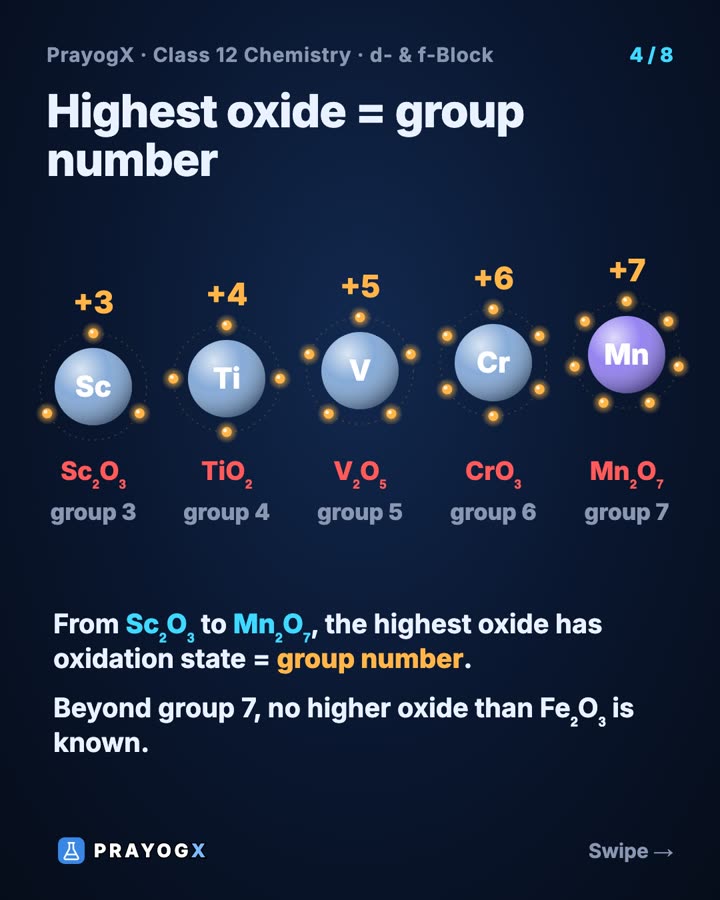 PrayogX · Class 12 Chemistry · d- & f-Block
4 / 8
Highest oxide = group
number
+3 +4 +5 +6 +7
Sc Ti V Cr Mn
Sc₂O₃ TiO₂ V₂O₅ CrO₃ Mn₂O₇
group 3 group 4 group 5 group 6 group 7
From Sc₂O₃ to Mn₂O₇, the highest oxide has
oxidation state = group number.
Beyond group 7, no higher oxide than Fe₂O₃ is
known.
PRAYOGX
Swipe →